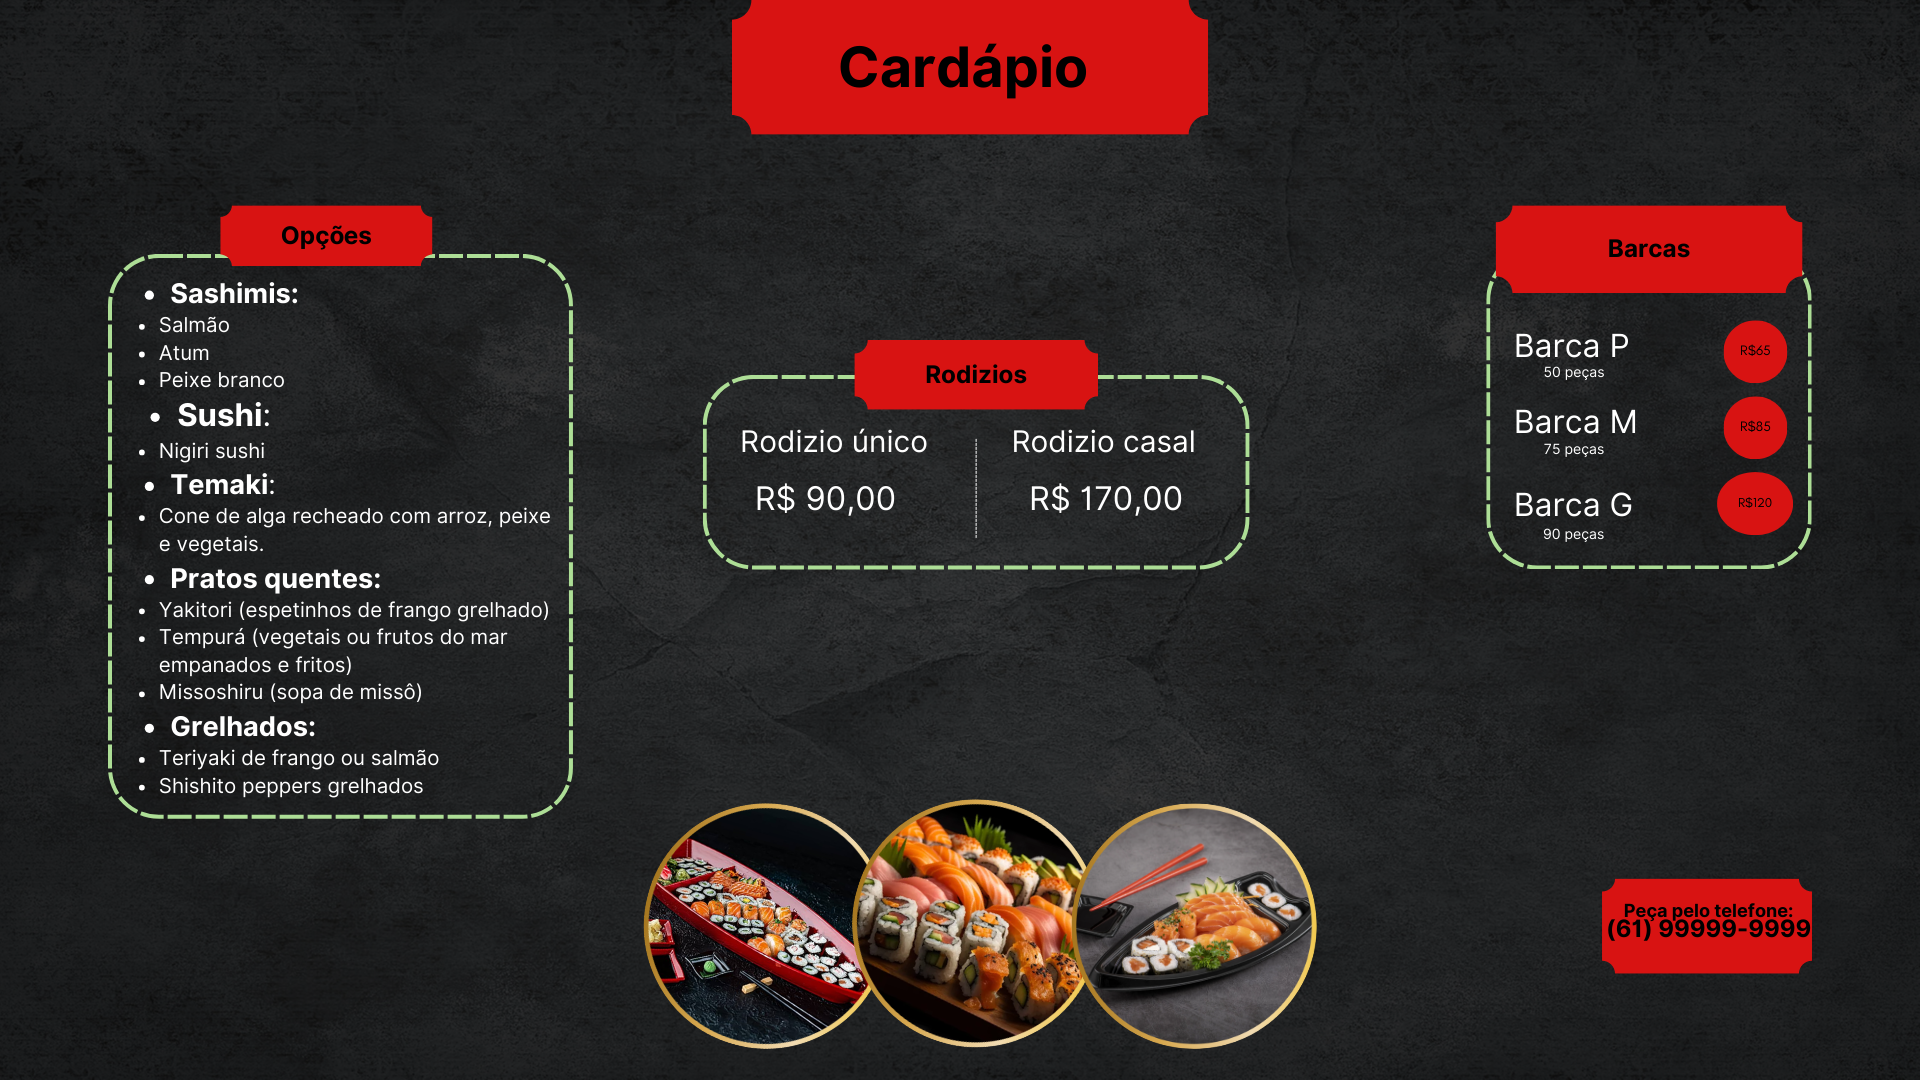 Cardápio
Opções
• Sashimis:
• Salmão
• Atum
• Peixe branco
• Sushi:
• Nigiri sushi
• Temaki:
• Cone de alga recheado com arroz, peixe
e vegetais.
• Pratos quentes:
• Yakitori (espetinhos de frango grelhado)
• Tempurá (vegetais ou frutos do mar
empanados e fritos)
• Missoshiru (sopa de missô)
• Grelhados:
• Teriyaki de frango ou salmão
• Shishito peppers grelhados
Rodizios
Rodizio único
R$ 90,00
Rodizio casal
R$ 170,00
Barcas
Barca P R$65
50 peças
Barca M R$85
75 peças
Barca G R$120
90 peças
Peça pelo telefone:
(61) 99999-9999